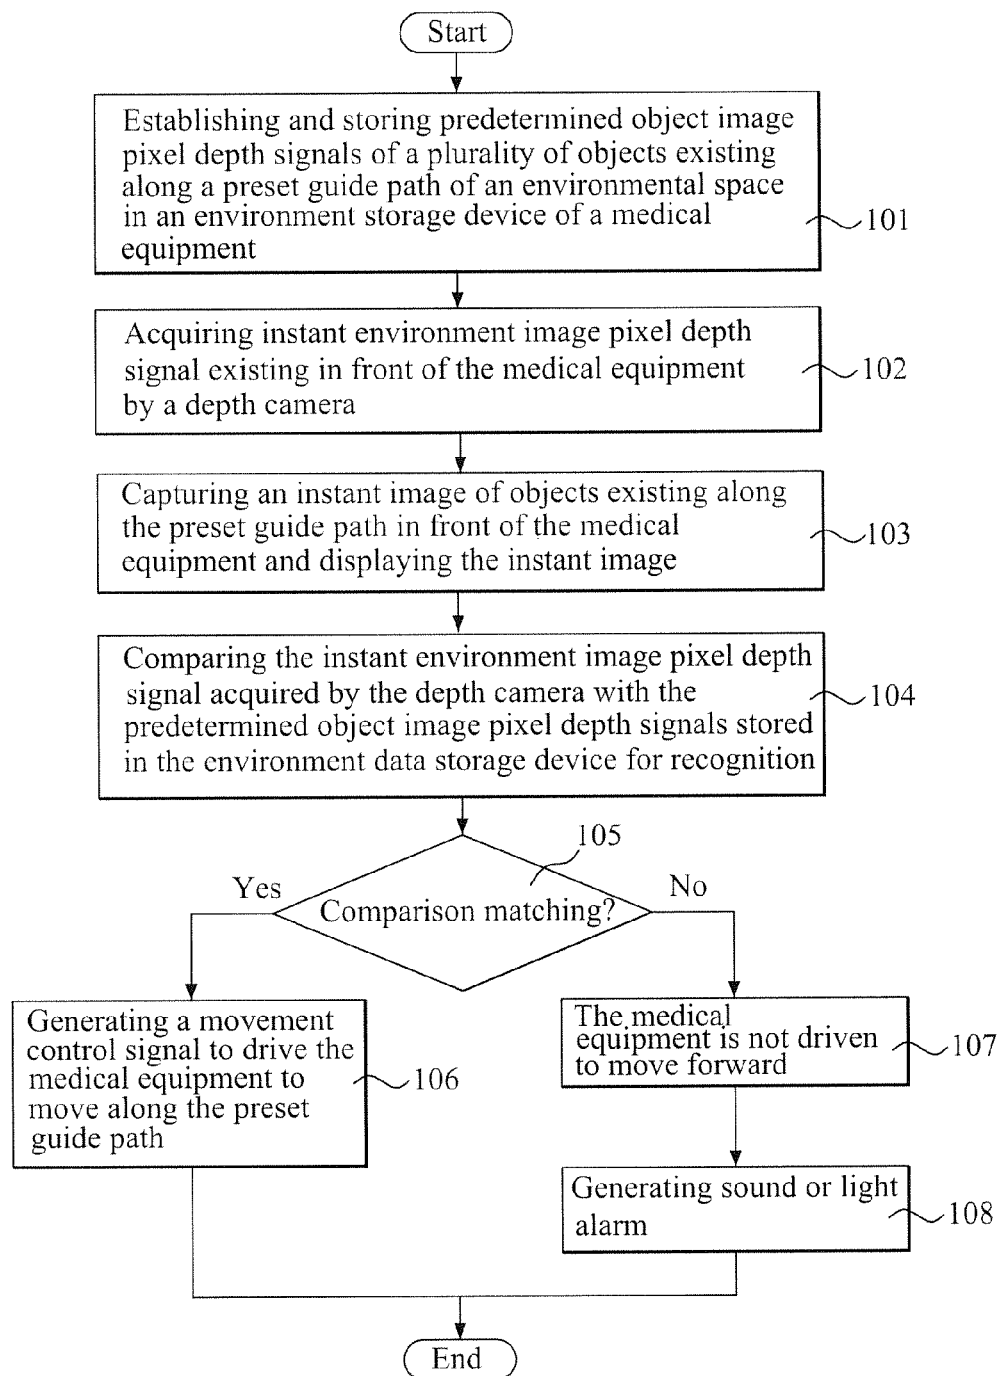 Start
Establishing and storing predetermined object image
pixel depth signals of a plurality of objects existing
along a preset guide path of an environmental space
in an environment storage device of a medical
equipment
101
Acquiring instant environment image pixel depth
signal existing in front of the medical equipment
by a depth camera
102
Capturing an instant image of objects existing along
the preset guide path in front of the medical
equipment and displaying the instant image
103
Comparing the instant environment image pixel depth
signal acquired by the depth camera with the
predetermined object image pixel depth signals stored
in the environment data storage device for recognition
104
105
Yes
No
Comparison matching?
Generating a movement
control signal to drive the
medical equipment to
move along the preset
guide path
106
The medical
equipment is not driven
to move forward
107
Generating sound or light
alarm
108
End